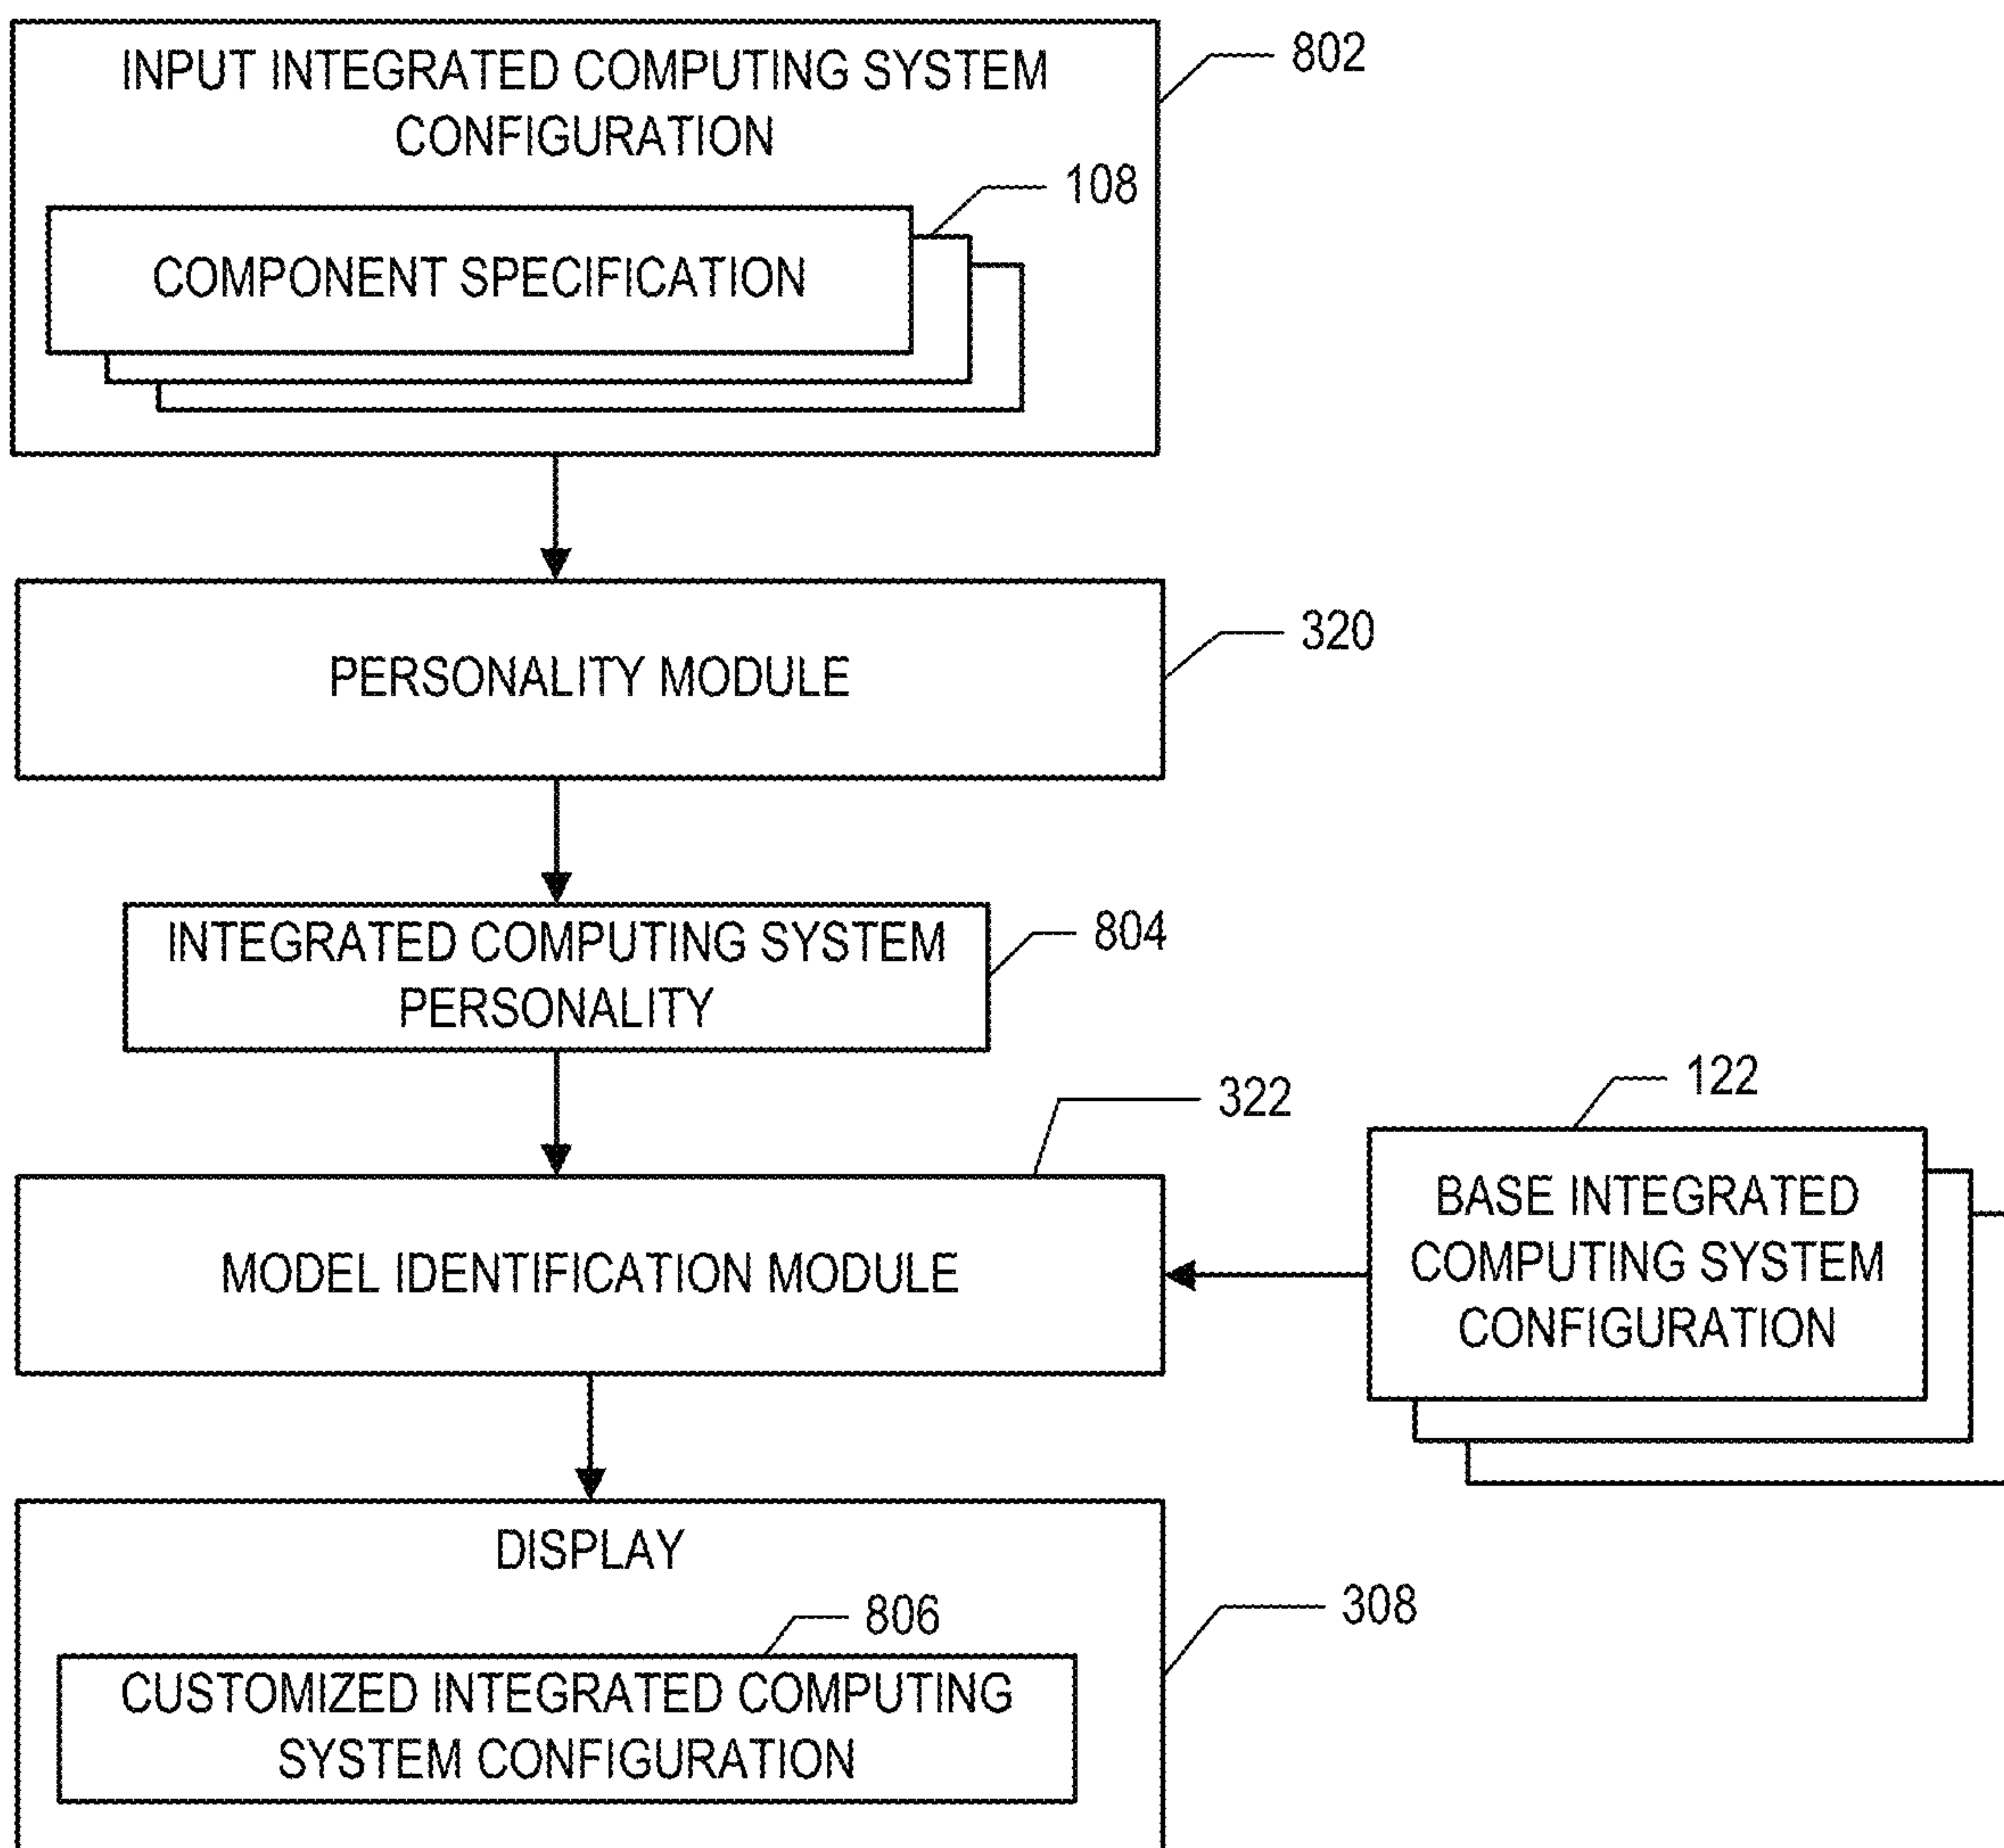 INPUT INTEGRATED COMPUTING SYSTEM
CONFIGURATION
802
108
COMPONENT SPECIFICATION
PERSONALITY MODULE
320
INTEGRATED COMPUTING SYSTEM
PERSONALITY
804
322
MODEL IDENTIFICATION MODULE
122
BASE INTEGRATED
COMPUTING SYSTEM
CONFIGURATION
DISPLAY
308
806
CUSTOMIZED INTEGRATED COMPUTING
SYSTEM CONFIGURATION